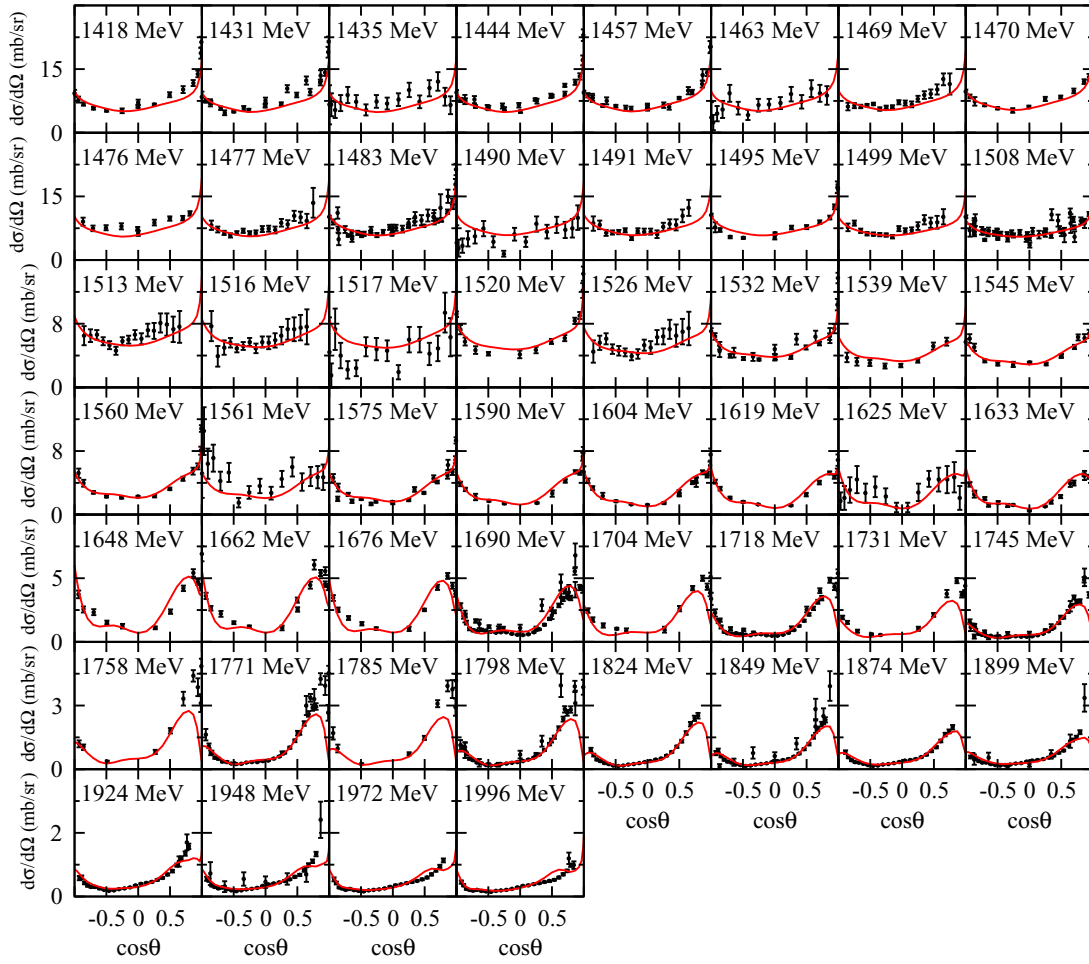 dσ/dΩ (mb/sr) 15 0 1418 MeV 1431 MeV 1435 MeV 1444 MeV 1457 MeV 1463 MeV 1469 MeV 1470 MeV
dσ/dΩ (mb/sr) 15 0 1476 MeV 1477 MeV 1483 MeV 1490 MeV 1491 MeV 1495 MeV 1499 MeV 1508 MeV
dσ/dΩ (mb/sr) 8 0 1513 MeV 1516 MeV 1517 MeV 1520 MeV 1526 MeV 1532 MeV 1539 MeV 1545 MeV
dσ/dΩ (mb/sr) 8 0 1560 MeV 1561 MeV 1575 MeV 1590 MeV 1604 MeV 1619 MeV 1625 MeV 1633 MeV
dσ/dΩ (mb/sr) 5 0 1648 MeV 1662 MeV 1676 MeV 1690 MeV 1704 MeV 1718 MeV 1731 MeV 1745 MeV
dσ/dΩ (mb/sr) 3 0 1758 MeV 1771 MeV 1785 MeV 1798 MeV 1824 MeV 1849 MeV 1874 MeV 1899 MeV
dσ/dΩ (mb/sr) 2 0 1924 MeV 1948 MeV 1972 MeV 1996 MeV
-0.5 0 0.5 -0.5 0 0.5 -0.5 0 0.5 -0.5 0 0.5
cosθ cosθ cosθ cosθ
-0.5 0 0.5 -0.5 0 0.5 -0.5 0 0.5 -0.5 0 0.5
cosθ cosθ cosθ cosθ